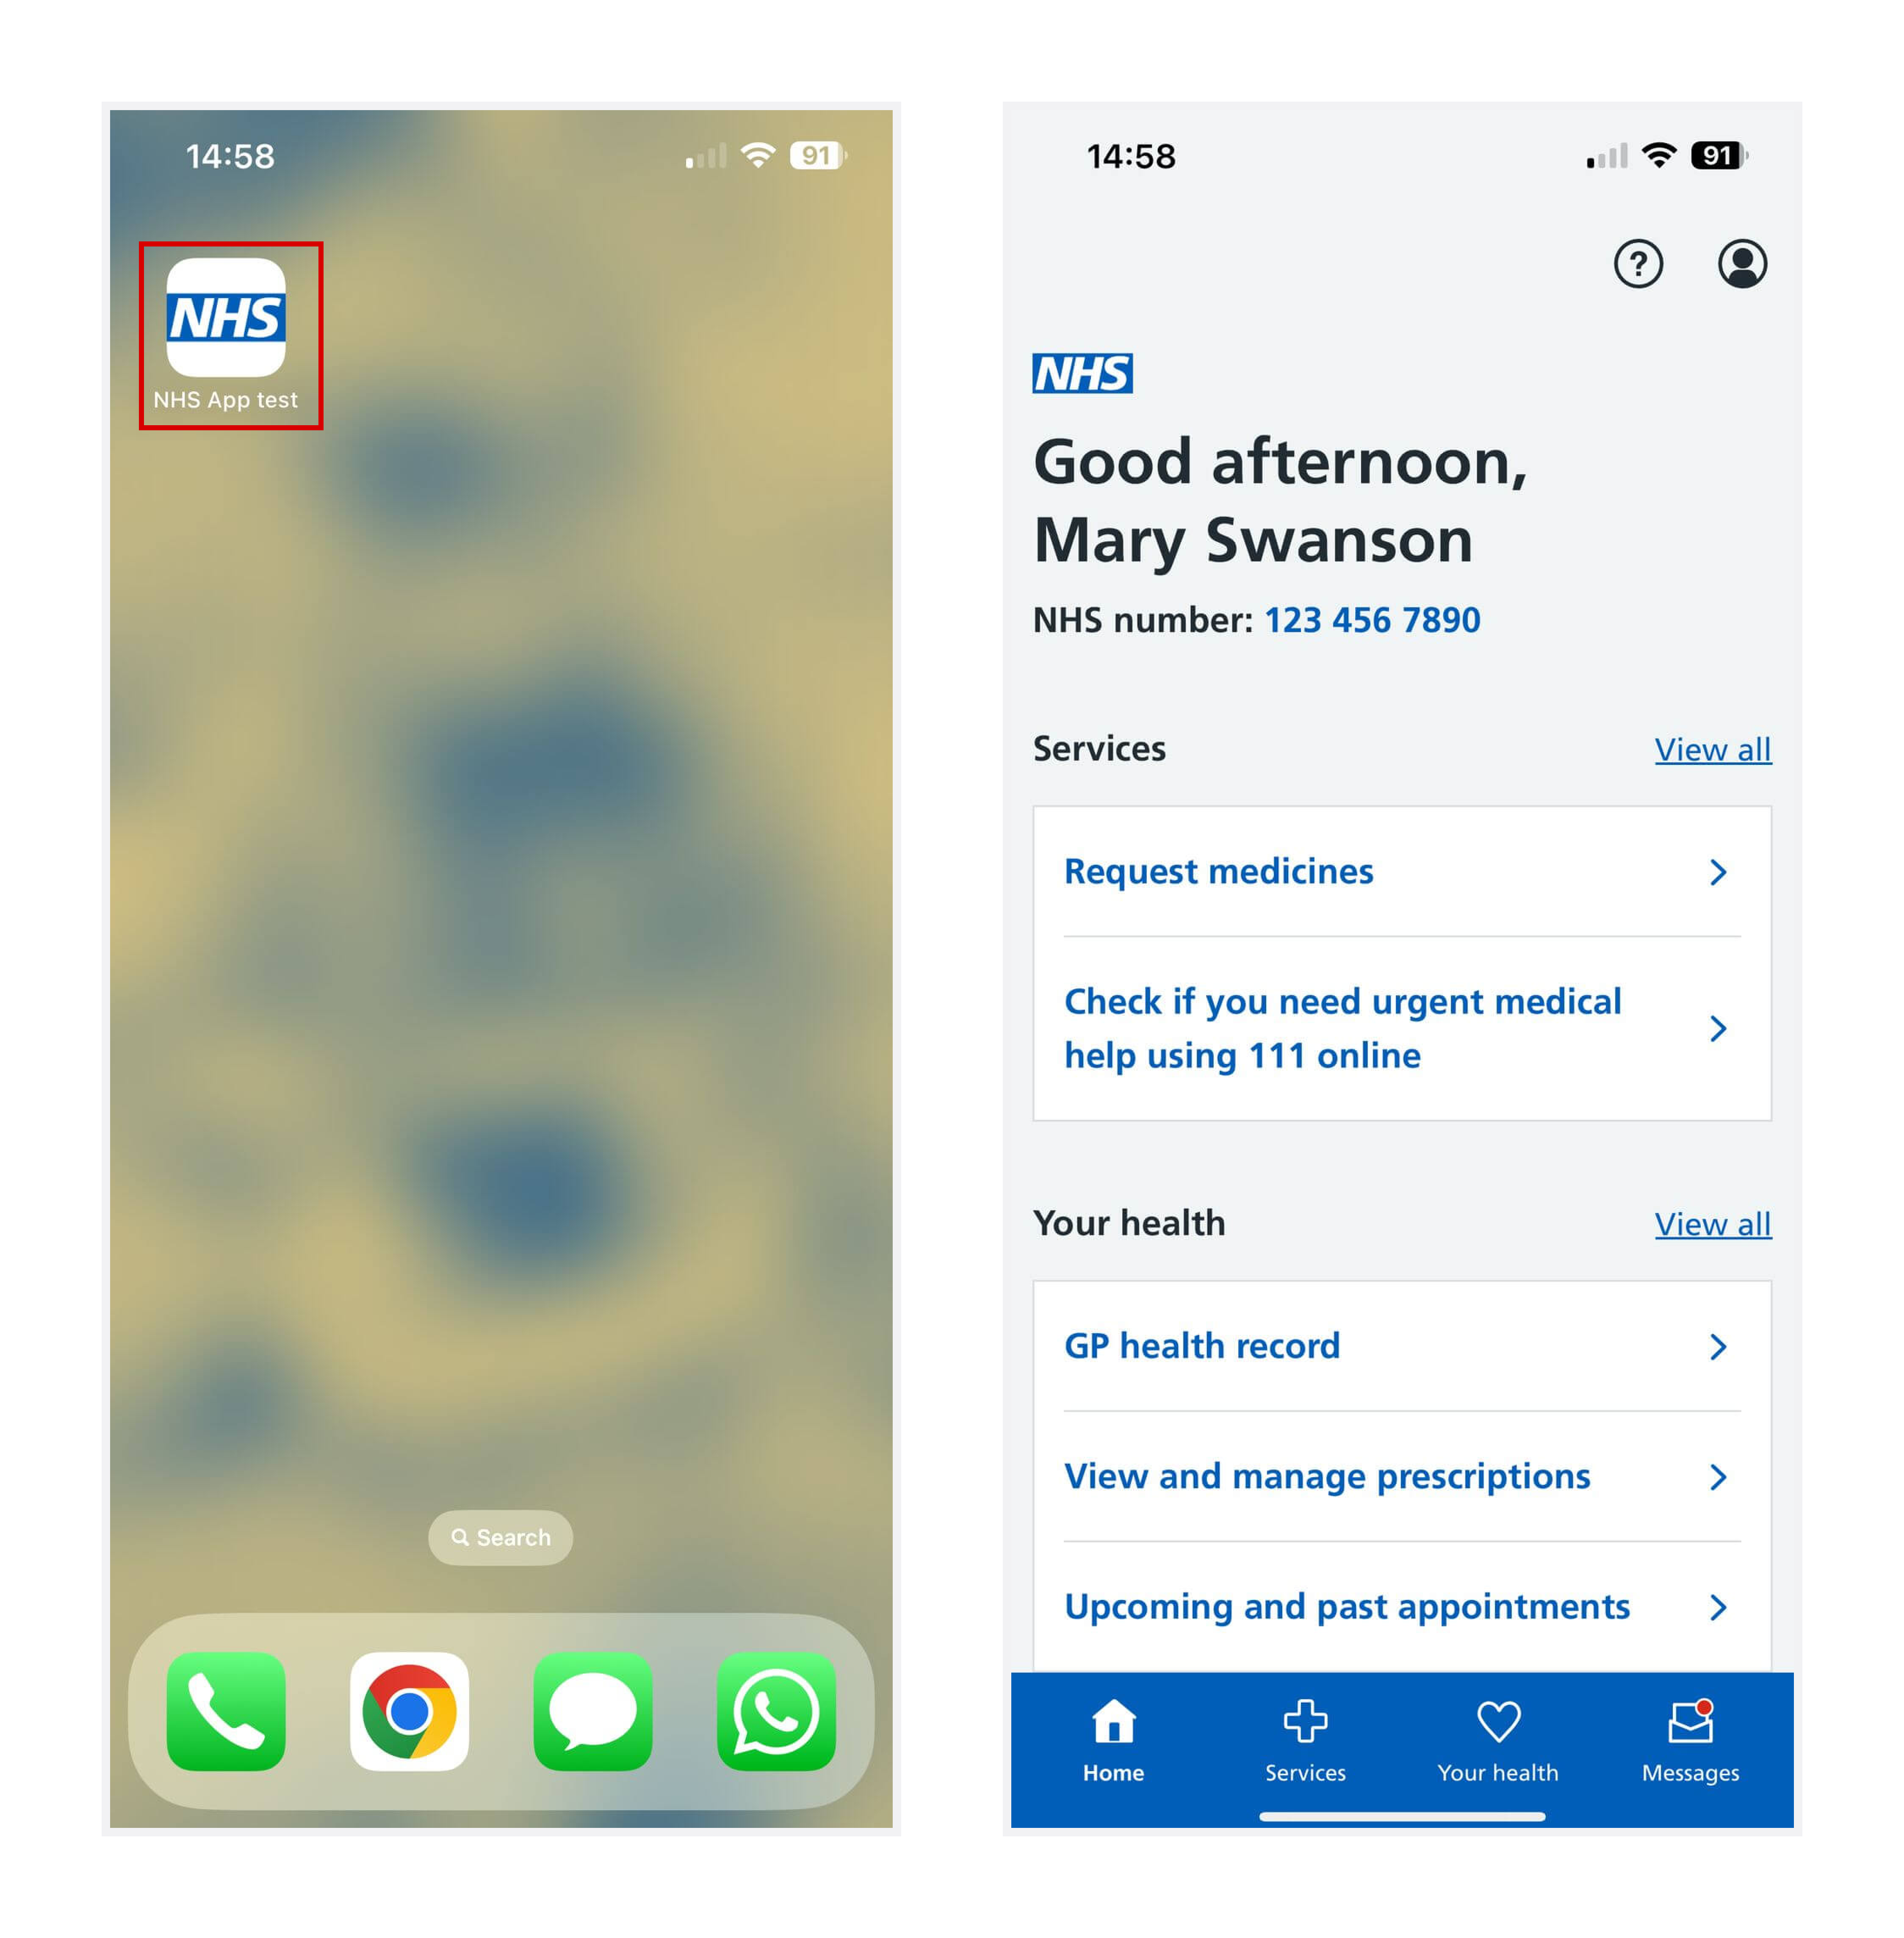 14:58
91
NHS
NHS App test
Search
14:58
91
?
NHS
Good afternoon,
Mary Swanson
NHS number: 123 456 7890
Services View all
Request medicines
Check if you need urgent medical
help using 111 online
Your health View all
GP health record
View and manage prescriptions
Upcoming and past appointments
Home Services Your health Messages